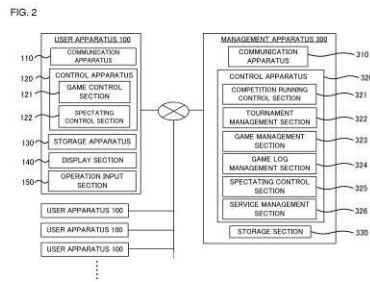 FIG. 2
USER APPARATUS 100
110
COMMUNICATION
APPARATUS
120
CONTROL APPARATUS
121
GAME CONTROL
SECTION
122
SPECTATING
CONTROL SECTION
130
STORAGE APPARATUS
140
DISPLAY SECTION
150
OPERATION INPUT
SECTION
USER APPARATUS 100
USER APPARATUS 100
USER APPARATUS 100
MANAGEMENT APPARATUS 300
COMMUNICATION
APPARATUS
310
CONTROL APPARATUS
320
COMPETITION RUNNING
CONTROL SECTION
321
TOURNAMENT
MANAGEMENT SECTION
322
GAME MANAGEMENT
SECTION
323
GAME LOG
MANAGEMENT SECTION
324
SPECTATING CONTROL
SECTION
325
SERVICE MANAGEMENT
SECTION
326
STORAGE SECTION
330